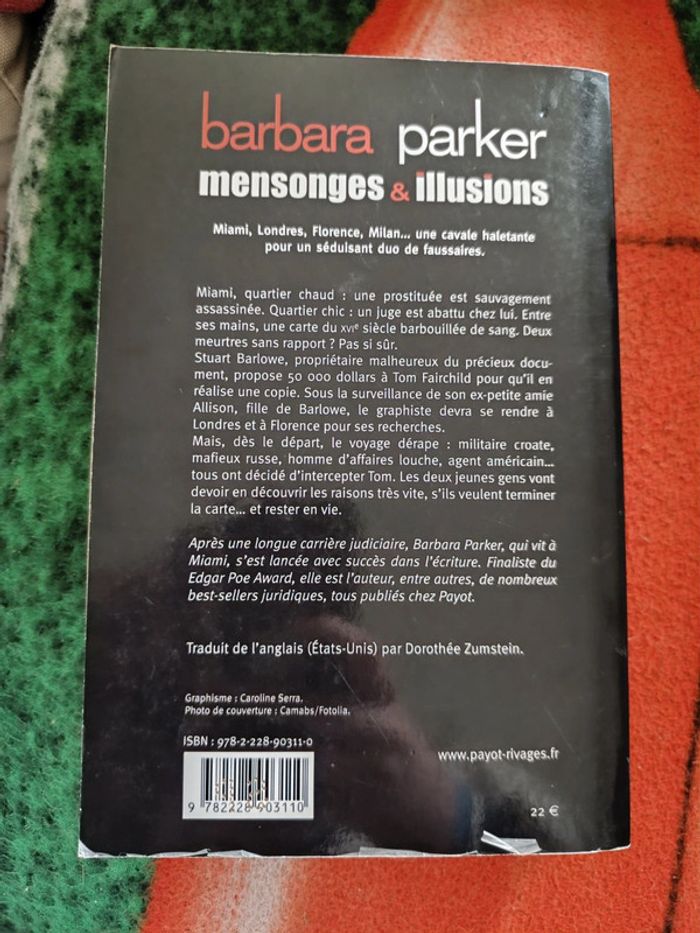 barbara parker
mensonges & illusions
Miami, Londres, Florence, Milan... une cavale haletante
pour un séduisant duo de faussaires.
Miami, quartier chaud : une prostituée est sauvagement
assassinée. Quartier chic : un juge est abattu chez lui. Entre
ses mains, une carte du XVIe siècle barbouillée de sang. Deux
meurtres sans rapport ? Pas si sûr.
Stuart Barlowe, propriétaire malheureux du précieux docu-
ment, propose 50 000 dollars à Tom Fairchild pour qu'il en
réalise une copie. Sous la surveillance de son ex-petite amie
Allison, fille de Barlowe, le graphiste devra se rendre à
Londres et à Florence pour ses recherches.
Mais, dès le départ, le voyage dérape : militaire croate,
mafieux russe, homme d'affaires louche, agent américain...
tous ont décidé d'intercepter Tom. Les deux jeunes gens vont
devoir en découvrir les raisons très vite, s'ils veulent terminer
la carte... et rester en vie.
Après une longue carrière judiciaire, Barbara Parker, qui vit à
Miami, s'est lancée avec succès dans l'écriture. Finaliste du
Edgar Poe Award, elle est l'auteur, entre autres, de nombreux
best-sellers juridiques, tous publiés chez Payot.
Traduit de l'anglais (États-Unis) par Dorothée Zumstein.
Graphisme : Caroline Serra.
Photo de couverture : Camabs/Fotolia.
ISBN : 978-2-228-90311-0
www.payot-rivages.fr
9 782228 903110
22 €